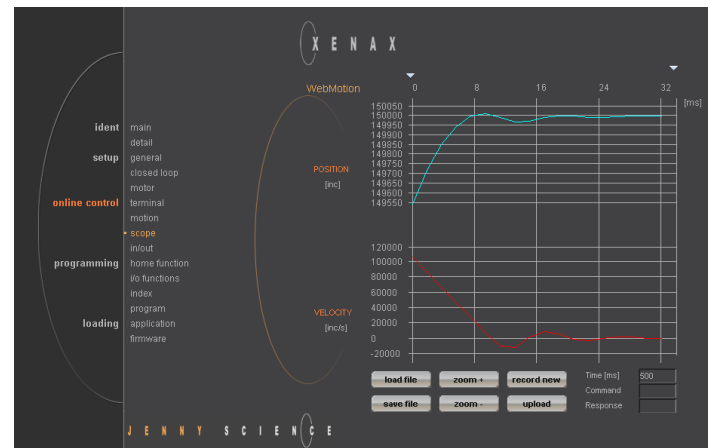 XENAX
WebMotion
ident
setup
online control
programming
loading
main
detail
general
closed loop
motor
terminal
motion
scope
in/out
home function
i/o functions
index
program
application
firmware
POSITION
[inc]
VELOCITY
[inc/s]
0 8 16 24 32
[ms]
150050
150000
149950
149900
149850
149800
149750
149700
149650
149600
149550
120000
100000
80000
60000
40000
20000
0
-20000
load file zoom + record new
save file zoom - upload
Time [ms] 500
Command
Response
JENNY SCIENCE